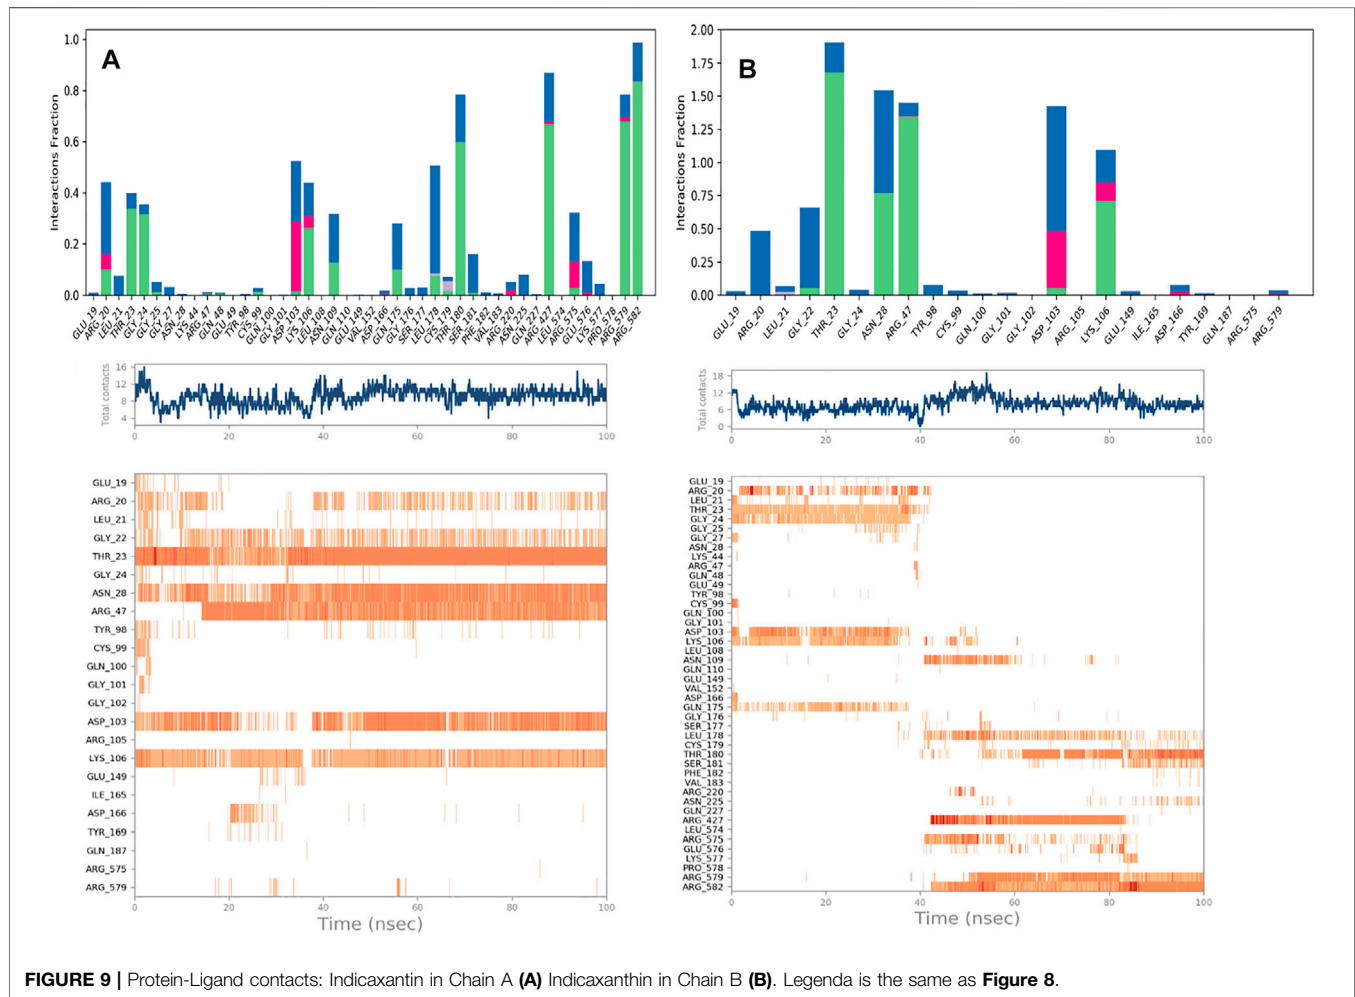 A
Interactions Fraction
1.0
0.8
0.6
0.4
0.2
0.0
GLU_19
ARG_20
LEU_21
THR_23
GLY_24
GLY_25
GLY_27
ASN_28
LYS_44
ARG_47
GLN_48
GLU_49
TYR_98
CYS_99
GLN_100
GLY_101
ASP_103
LYS_106
LEU_108
ASN_109
GLN_110
GLU_149
VAL_152
ASP_166
GLN_175
GLY_176
SER_177
LEU_178
CYS_179
THR_180
SER_181
PHE_182
VAL_183
ARG_220
ASN_225
GLN_227
ARG_427
LEU_574
ARG_575
GLU_576
LYS_577
PRO_578
ARG_579
ARG_582
Total contacts
16
12
8
4
0 20 40 60 80 100
GLU_19
ARG_20
LEU_21
GLY_22
THR_23
GLY_24
ASN_28
ARG_47
TYR_98
CYS_99
GLN_100
GLY_101
GLY_102
ASP_103
ARG_105
LYS_106
GLU_149
ILE_165
ASP_166
TYR_169
GLN_187
ARG_575
ARG_579
0 20 40 60 80 100
Time (nsec)
B
Interactions Fraction
2.00
1.75
1.50
1.25
1.00
0.75
0.50
0.25
0.00
GLU_19
ARG_20
LEU_21
GLY_22
THR_23
GLY_24
ASN_28
ARG_47
TYR_98
CYS_99
GLN_100
GLY_101
GLY_102
ASP_103
ARG_105
LYS_106
GLU_149
ILE_165
ASP_166
TYR_169
GLN_187
ARG_575
ARG_579
Total contacts
18
12
6
0
0 20 40 60 80 100
GLU_19
ARG_20
LEU_21
THR_23
GLY_24
GLY_25
GLY_27
ASN_28
LYS_44
ARG_47
GLN_48
GLU_49
TYR_98
CYS_99
GLN_100
GLY_101
ASP_103
LYS_106
LEU_108
ASN_109
GLN_110
GLU_149
VAL_152
ASP_166
GLN_175
GLY_176
SER_177
LEU_178
CYS_179
THR_180
SER_181
PHE_182
VAL_183
ARG_220
ASN_225
GLN_227
ARG_427
LEU_574
ARG_575
GLU_576
LYS_577
PRO_578
ARG_579
ARG_582
0 20 40 60 80 100
Time (nsec)
FIGURE 9 | Protein-Ligand contacts: Indicaxantin in Chain A (A) Indicaxanthin in Chain B (B). Legenda is the same as Figure 8.